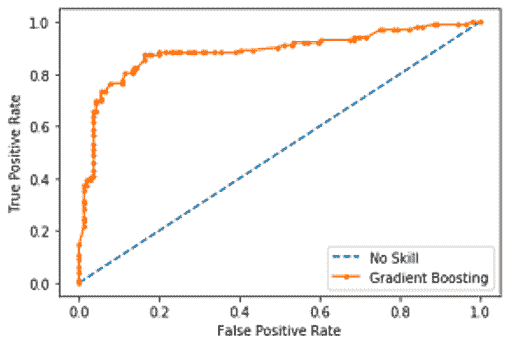 1.0
0.8
0.6
0.4
0.2
0.0
True Positive Rate
0.0 0.2 0.4 0.6 0.8 1.0
False Positive Rate
No Skill
Gradient Boosting